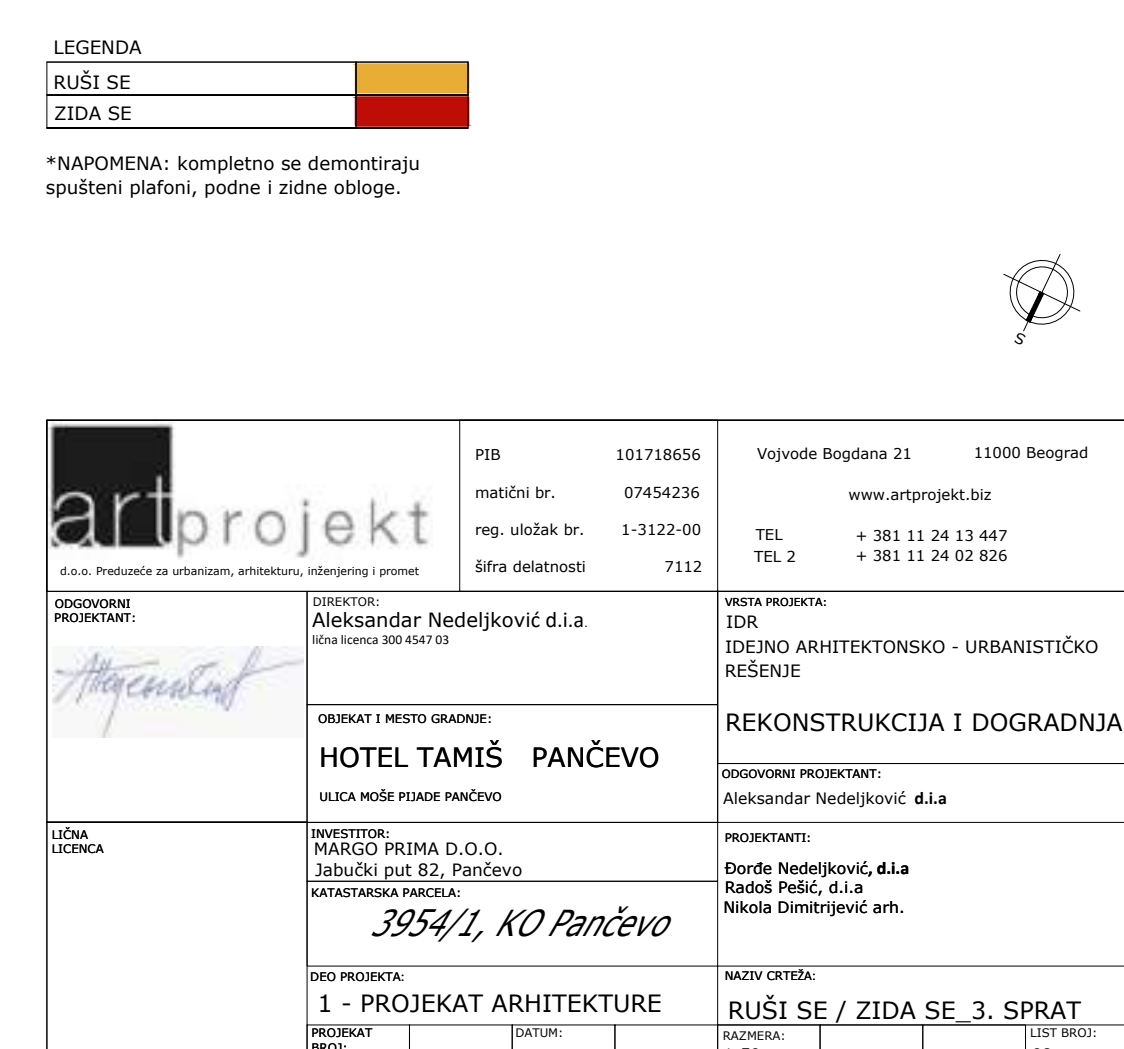 LEGENDA
RUŠI SE
ZIDA SE
*NAPOMENA: kompletno se demontiraju
spušteni plafoni, podne i zidne obloge.
S
artprojekt
d.o.o. Preduzeće za urbanizam, arhitekturu, inženjering i promet
PIB 101718656
matični br. 07454236
reg. uložak br. 1-3122-00
šifra delatnosti 7112
Vojvode Bogdana 21 11000 Beograd
www.artprojekt.biz
TEL + 381 11 24 13 447
TEL 2 + 381 11 24 02 826
ODGOVORNI
PROJEKTANT:
DIREKTOR:
Aleksandar Nedeljković d.i.a.
lična licenca 300 4547 03
OBJEKAT I MESTO GRADNJE:
HOTEL TAMIŠ PANČEVO
ULICA MOŠE PIJADE PANČEVO
VRSTA PROJEKTA:
IDR
IDEJNO ARHITEKTONSKO - URBANISTIČKO
REŠENJE
REKONSTRUKCIJA I DOGRADNJA
ODGOVORNI PROJEKTANT:
Aleksandar Nedeljković d.i.a
LIČNA
LICENCA
INVESTITOR:
MARGO PRIMA D.O.O.
Jabučki put 82, Pančevo
KATASTARSKA PARCELA:
3954/1, KO Pančevo
PROJEKTANTI:
Đorđe Nedeljković, d.i.a
Radoš Pešić, d.i.a
Nikola Dimitrijević arh.
DEO PROJEKTA:
1 - PROJEKAT ARHITEKTURE
NAZIV CRTEŽA:
RUŠI SE / ZIDA SE_3. SPRAT
PROJEKAT
BROJ:
DATUM:
RAZMERA:
LIST BROJ: